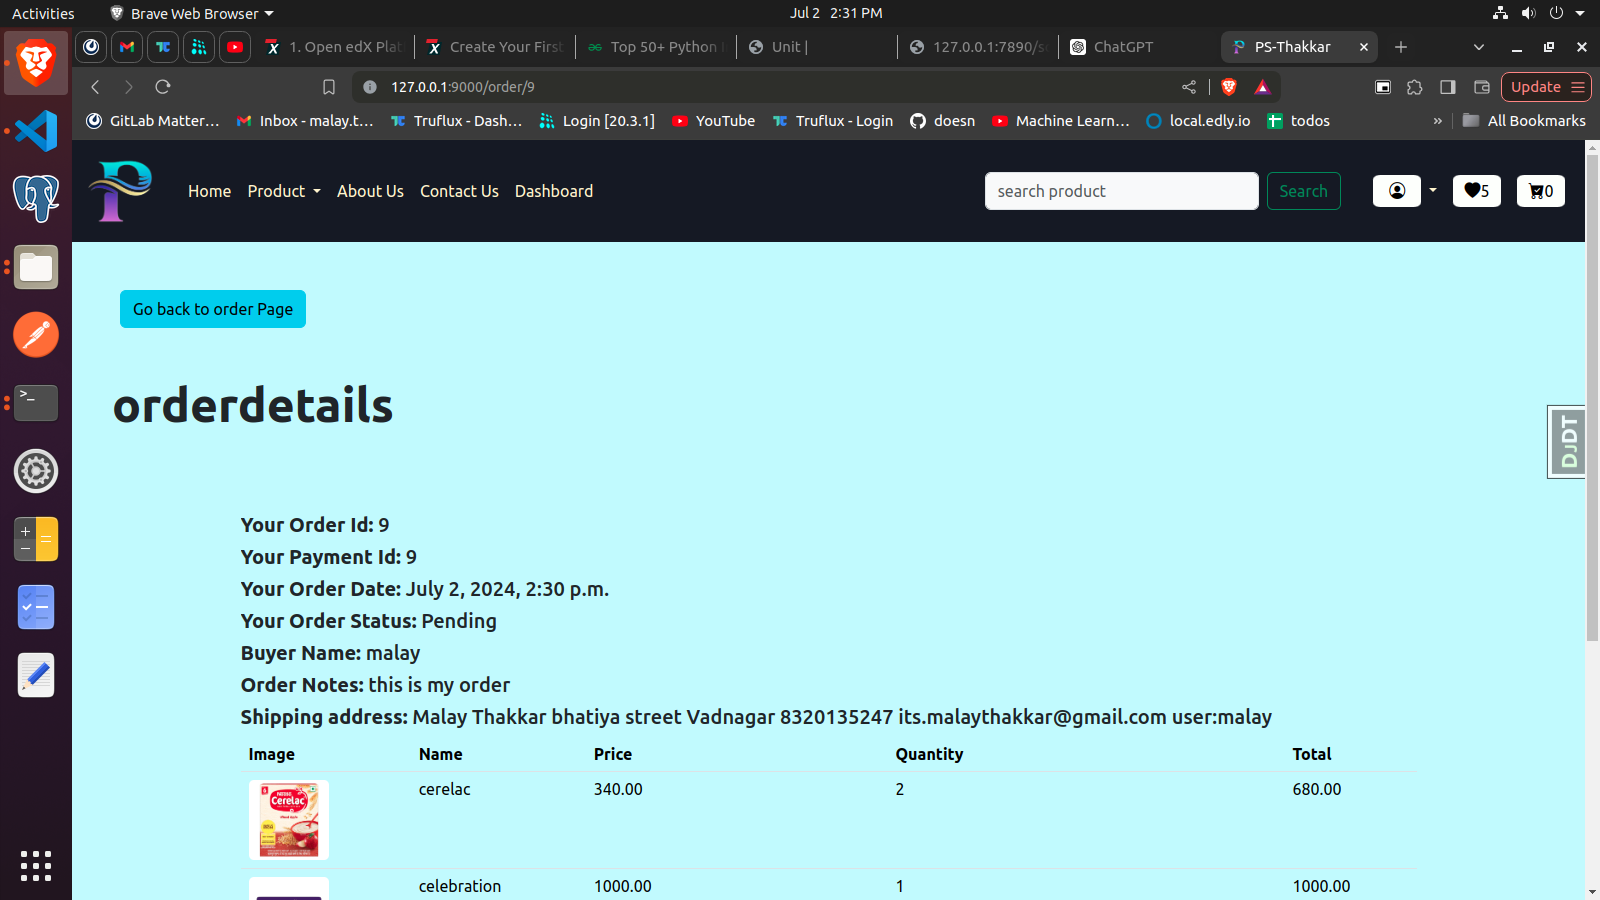 Activities Brave Web Browser Jul 2 2:31 PM
1. Open edX Plat Create Your First Top 50+ Python Unit | 127.0.0.1:7890/s ChatGPT PS-Thakkar
127.0.0.1:9000/order/9 Update
GitLab Matter... Inbox - malay.t... Truflux - Dash... Login [20.3.1] YouTube Truflux - Login doesn Machine Learn... local.edly.io todos » All Bookmarks
Home Product About Us Contact Us Dashboard search product Search 5 0
Go back to order Page
orderdetails
DJDT
Your Order Id: 9
Your Payment Id: 9
Your Order Date: July 2, 2024, 2:30 p.m.
Your Order Status: Pending
Buyer Name: malay
Order Notes: this is my order
Shipping address: Malay Thakkar bhatiya street Vadnagar 8320135247 its.malaythakkar@gmail.com user:malay
Image Name Price Quantity Total
Cerelac
cerelac 340.00 2 680.00
celebration 1000.00 1 1000.00